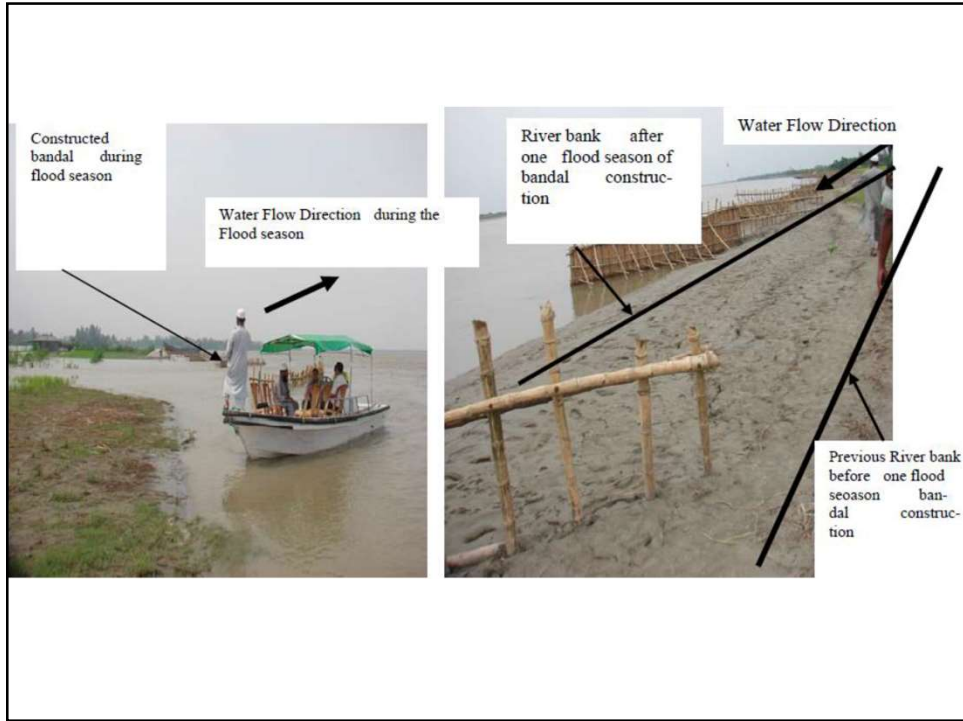 Constructed
bandal during
flood season
Water Flow Direction during the
Flood season
River bank after
one flood season of
bandal construc-
tion
Water Flow Direction
Previous River bank
before one flood
seoason ban-
dal construc-
tion